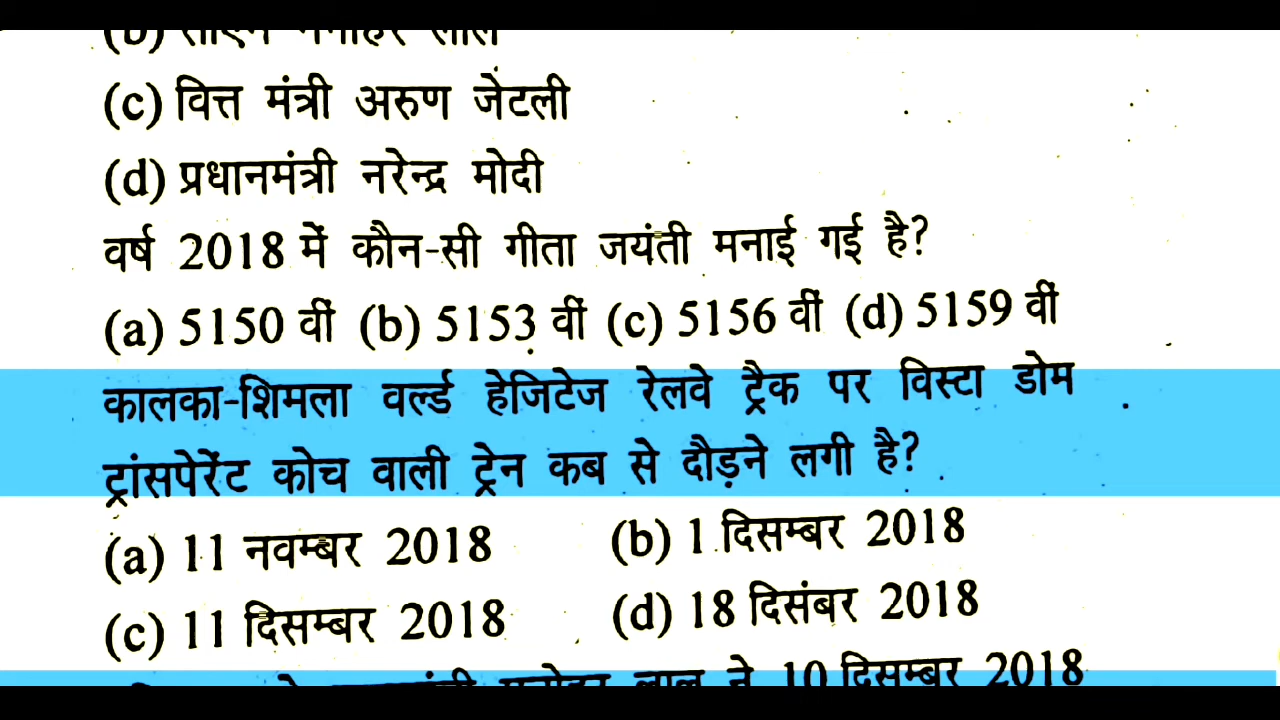 (c) वित्त मंत्री अरुण जेटली
(d) प्रधानमंत्री नरेन्द्र मोदी
वर्ष 2018 में कौन-सी गीता जयंती मनाई गई है?
(a) 5150 वीं (b) 5153 वीं (c) 5156 वीं (d) 5159 वीं
कालका-शिमला वर्ल्ड हेजिटेज रेलवे ट्रैक पर विस्टा डोम
ट्रांसपेरेंट कोच वाली ट्रेन कब से दौड़ने लगी है?
(a) 11 नवम्बर 2018 (b) 1 दिसम्बर 2018
(c) 11 दिसम्बर 2018 (d) 18 दिसंबर 2018
मनोहर लाल ने 10 दिसम्बर 2018